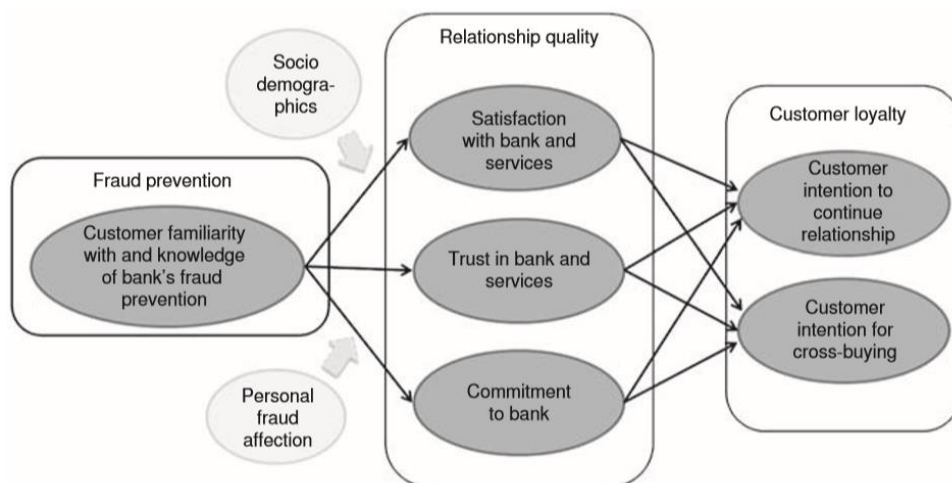 Relationship quality
Socio
demogra-
phics
Satisfaction
with bank and
services
Customer loyalty
Fraud prevention
Customer
intention to
continue
relationship
Customer familiarity
with and knowledge
of bank's fraud
prevention
Trust in bank and
services
Customer
intention for
cross-buying
Personal
fraud
affection
Commitment
to bank